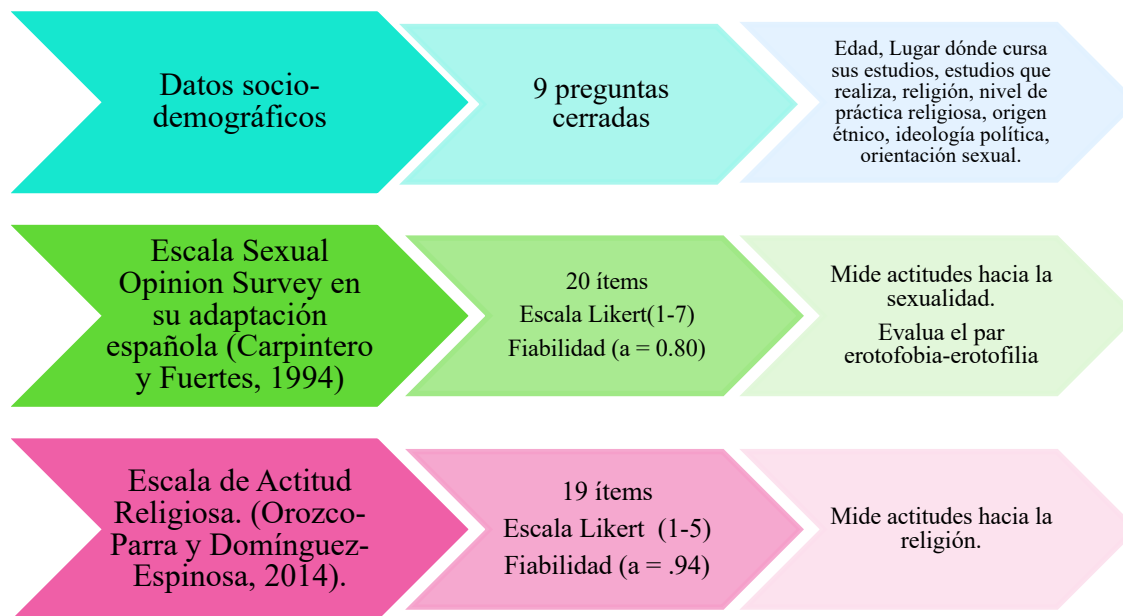 Datos socio-
demográficos
9 preguntas
cerradas
Edad, Lugar dónde cursa
sus estudios, estudios que
realiza, religión, nivel de
práctica religiosa, origen
étnico, ideología política,
orientación sexual.
Escala Sexual
Opinion Survey en
su adaptación
española (Carpintero
y Fuertes, 1994)
20 ítems
Escala Likert(1-7)
Fiabilidad (a = 0.80)
Mide actitudes hacia la
sexualidad.
Evalua el par
erotofobia-erotofilia
Escala de Actitud
Religiosa. (Orozco-
Parra y Domínguez-
Espinosa, 2014).
19 ítems
Escala Likert (1-5)
Fiabilidad (a = .94)
Mide actitudes hacia la
religión.